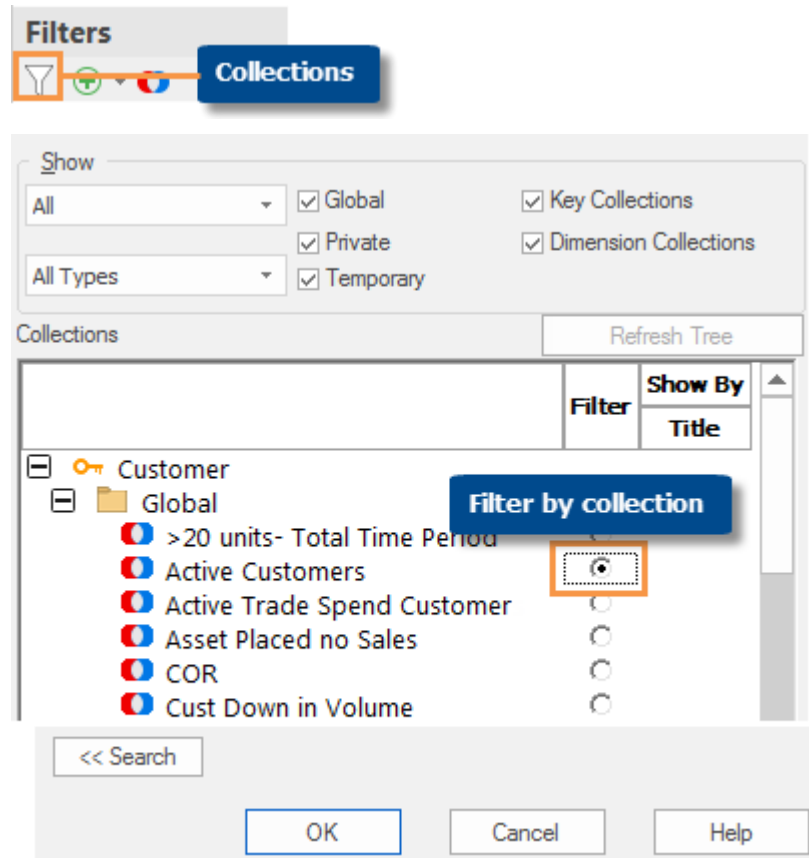 Filters
Collections
Show
All
Global
Key Collections
Private
Dimension Collections
All Types
Temporary
Collections
Refresh Tree
Filter
Show By
Title
Customer
Global
Filter by collection
>20 units- Total Time Period
Active Customers
Active Trade Spend Customer
Asset Placed no Sales
COR
Cust Down in Volume
<< Search
OK
Cancel
Help